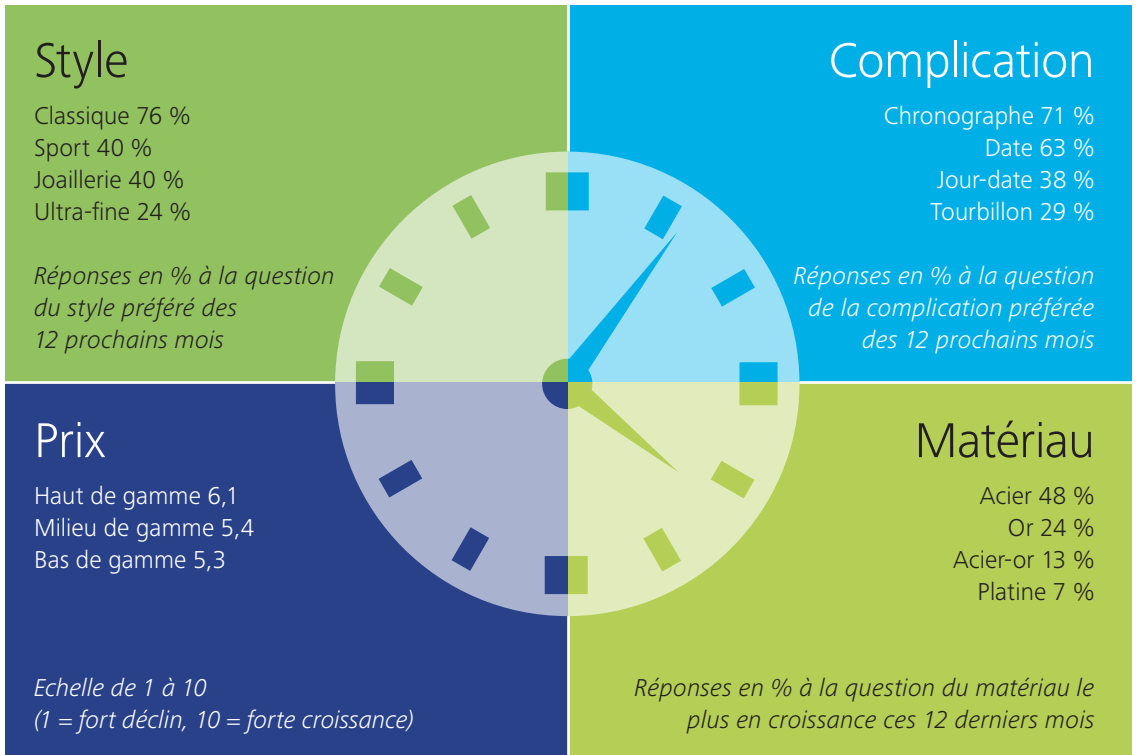 Style
Classique 76 %
Sport 40 %
Joaillerie 40 %
Ultra-fine 24 %
Réponses en % à la question
du style préféré des
12 prochains mois
Complication
Chronographe 71 %
Date 63 %
Jour-date 38 %
Tourbillon 29 %
Réponses en % à la question
de la complication préférée
des 12 prochains mois
Prix
Haut de gamme 6,1
Milieu de gamme 5,4
Bas de gamme 5,3
Echelle de 1 à 10
(1 = fort déclin, 10 = forte croissance)
Matériau
Acier 48 %
Or 24 %
Acier-or 13 %
Platine 7 %
Réponses en % à la question du matériau le
plus en croissance ces 12 derniers mois